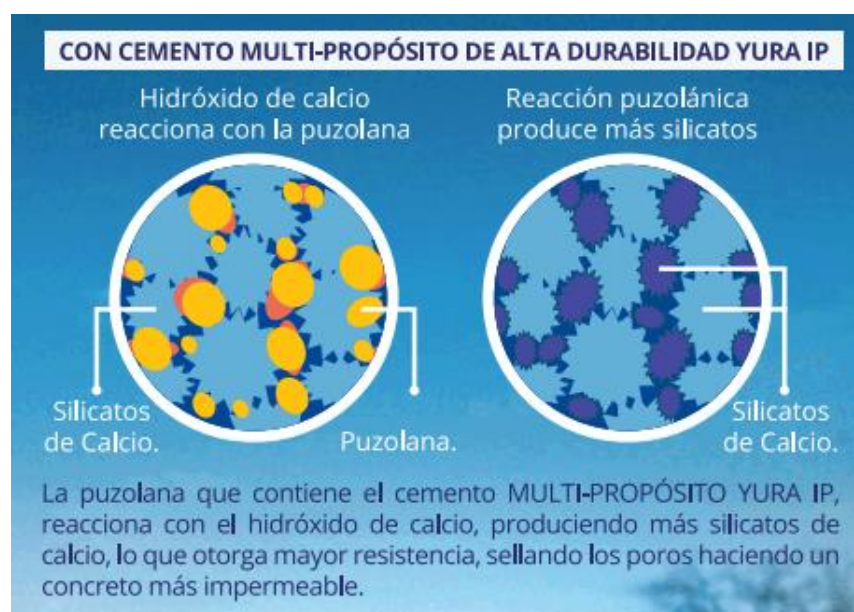 CON CEMENTO MULTI-PROPÓSITO DE ALTA DURABILIDAD YURA IP
Hidróxido de calcio
reacciona con la puzolana
Reacción puzolánica
produce más silicatos
Silicatos
de Calcio.
Puzolana.
Silicatos
de Calcio.
La puzolana que contiene el cemento MULTI-PROPÓSITO YURA IP,
reacciona con el hidróxido de calcio, produciendo más silicatos de
calcio, lo que otorga mayor resistencia, sellando los poros haciendo un
concreto más impermeable.